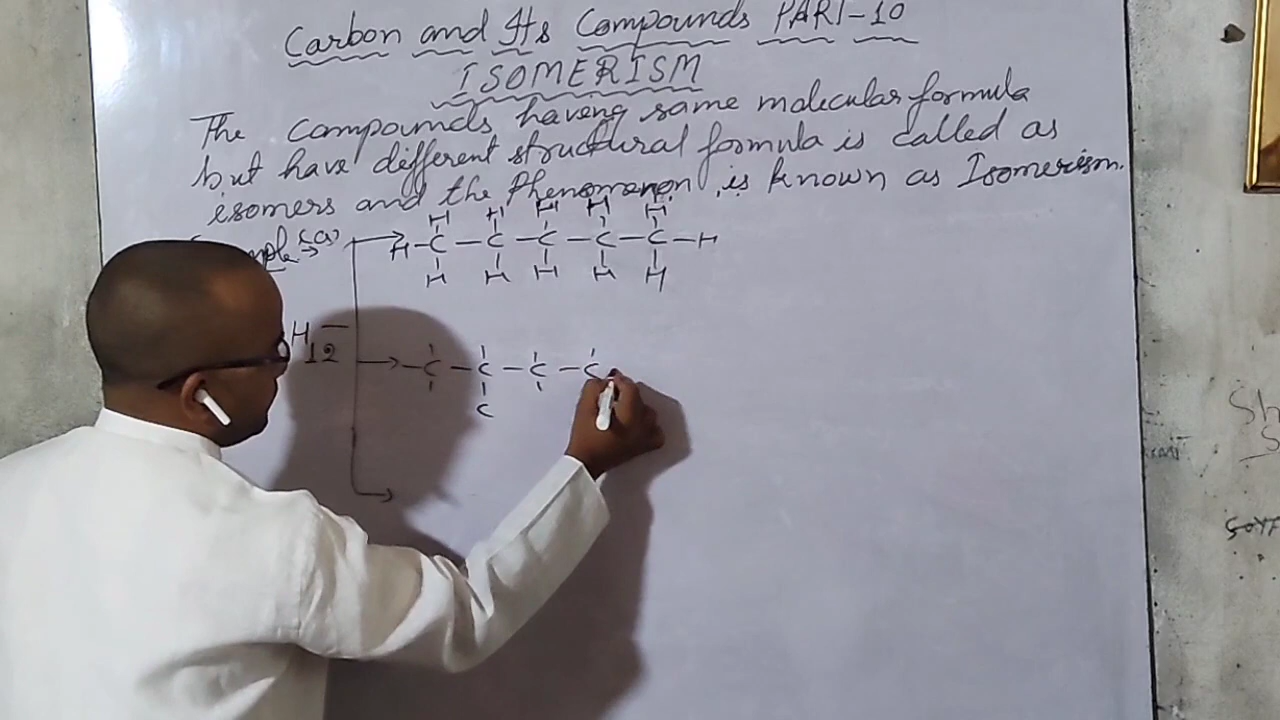 Carbon and Its Compounds PART-10
ISOMERISM
The compounds having same molecular formula
but have different structural formula is called as
isomers and the Phenomenon is known as Isomerism.
(a)
H H H H H
H-C-C-C-C-C-H
H H H H H
H12
-C-C-C-C
C